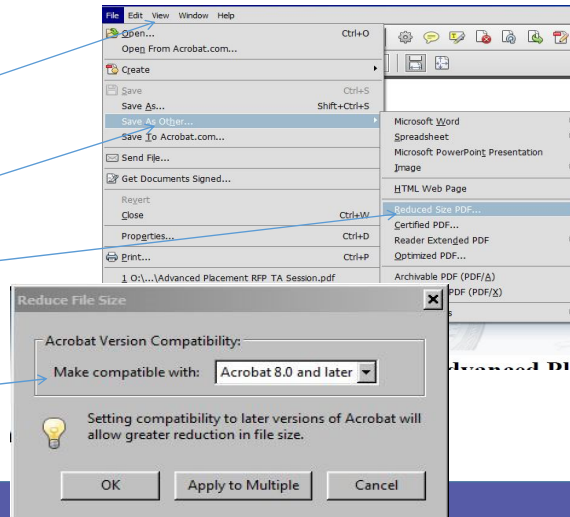 File Edit View Window Help
Open... Ctrl+O
Open From Acrobat.com...
Create
Save Ctrl+S
Save As... Shift+Ctrl+S
Save As Other...
Save To Acrobat.com...
Send File...
Get Documents Signed...
Revert
Close Ctrl+W
Properties... Ctrl+D
Print... Ctrl+P
1 O:\...\Advanced Placement RFP TA Session.pdf
Microsoft Word
Spreadsheet
Microsoft PowerPoint Presentation
Image
HTML Web Page
Reduced Size PDF...
Certified PDF...
Reader Extended PDF
Optimized PDF...
Archivable PDF (PDF/A)
PDF (PDF/X)
Reduce File Size
Acrobat Version Compatibility:
Make compatible with: Acrobat 8.0 and later
Setting compatibility to later versions of Acrobat will
allow greater reduction in file size.
OK Apply to Multiple Cancel